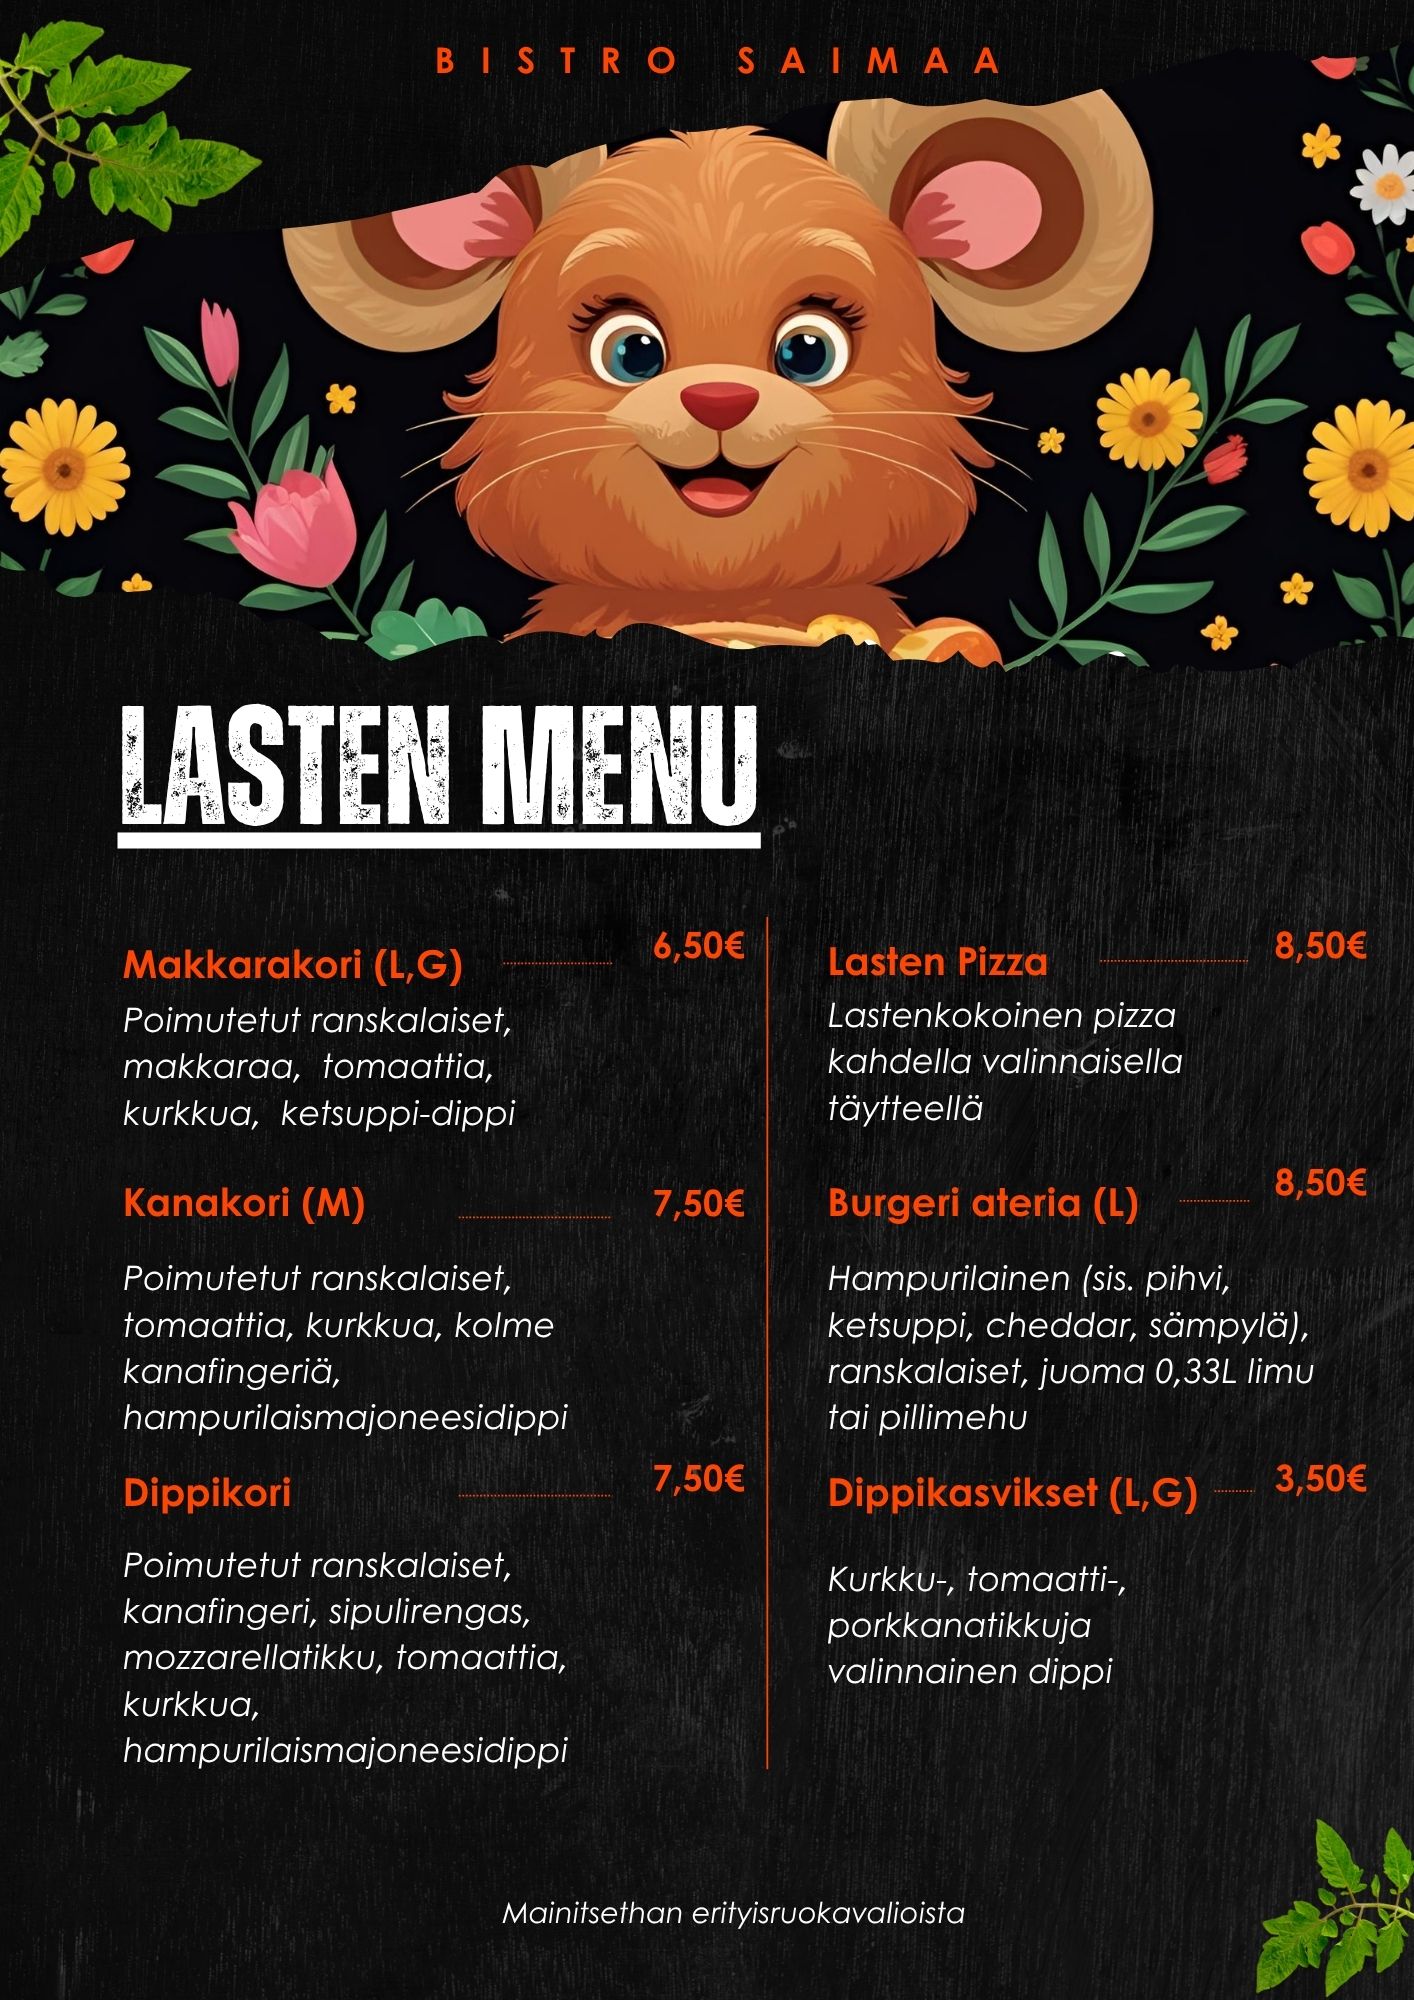 BISTRO SAIMAA
LASTEN MENU
Makkarakori (L,G) 6,50€
Poimutetut ranskalaiset,
makkaraa, tomaattia,
kurkkua, ketsuppi-dippi
Kanakori (M) 7,50€
Poimutetut ranskalaiset,
tomaattia, kurkkua, kolme
kanafingeriä,
hampurilaismajoneesidippi
Dippikori 7,50€
Poimutetut ranskalaiset,
kanafingeri, sipulirengas,
mozzarellatikku, tomaattia,
kurkkua,
hampurilaismajoneesidippi
Lasten Pizza 8,50€
Lastenkokoinen pizza
kahdella valinnaisella
täytteellä
Burgeri ateria (L) 8,50€
Hampurilainen (sis. pihvi,
ketsuppi, cheddar, sämpylä),
ranskalaiset, juoma 0,33L limu
tai pillimehu
Dippikasvikset (L,G) 3,50€
Kurkku-, tomaatti-,
porkkanatikkuja
valinnainen dippi
Mainitsethan erityisruokavalioista